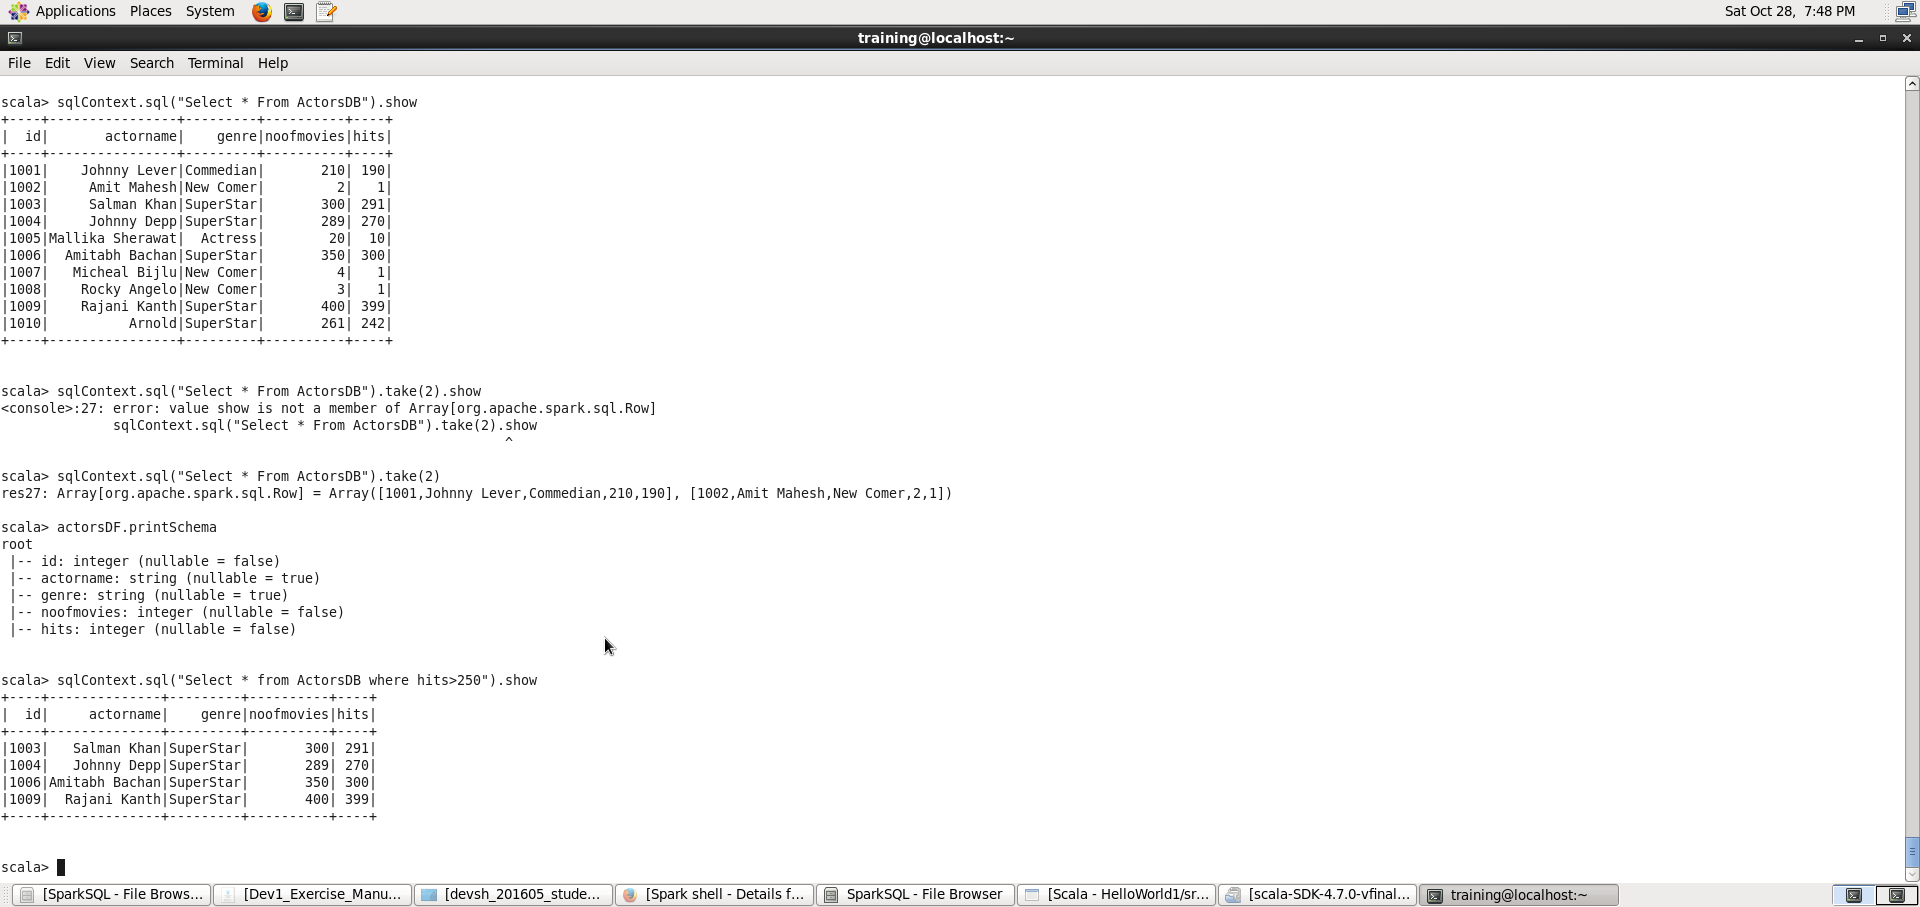 Applications Places System Sat Oct 28, 7:48 PM
training@localhost:~
File Edit View Search Terminal Help
scala> sqlContext.sql("Select * From ActorsDB").show
+----+----------------+---------+----------+----+
|  id|       actorname|    genre|noofmovies|hits|
+----+----------------+---------+----------+----+
|1001|    Johnny Lever|Commedian|       210| 190|
|1002|     Amit Mahesh|New Comer|         2|   1|
|1003|     Salman Khan|SuperStar|       300| 291|
|1004|     Johnny Depp|SuperStar|       289| 270|
|1005|Mallika Sherawat|  Actress|        20|  10|
|1006|  Amitabh Bachan|SuperStar|       350| 300|
|1007|   Micheal Bijlu|New Comer|         4|   1|
|1008|    Rocky Angelo|New Comer|         3|   1|
|1009|    Rajani Kanth|SuperStar|       400| 399|
|1010|          Arnold|SuperStar|       261| 242|
+----+----------------+---------+----------+----+
scala> sqlContext.sql("Select * From ActorsDB").take(2).show
<console>:27: error: value show is not a member of Array[org.apache.spark.sql.Row]
              sqlContext.sql("Select * From ActorsDB").take(2).show
                                                               ^
scala> sqlContext.sql("Select * From ActorsDB").take(2)
res27: Array[org.apache.spark.sql.Row] = Array([1001,Johnny Lever,Commedian,210,190], [1002,Amit Mahesh,New Comer,2,1])
scala> actorsDF.printSchema
root
 |-- id: integer (nullable = false)
 |-- actorname: string (nullable = true)
 |-- genre: string (nullable = true)
 |-- noofmovies: integer (nullable = false)
 |-- hits: integer (nullable = false)
scala> sqlContext.sql("Select * from ActorsDB where hits>250").show
+----+--------------+---------+----------+----+
|  id|     actorname|    genre|noofmovies|hits|
+----+--------------+---------+----------+----+
|1003|   Salman Khan|SuperStar|       300| 291|
|1004|   Johnny Depp|SuperStar|       289| 270|
|1006|Amitabh Bachan|SuperStar|       350| 300|
|1009|  Rajani Kanth|SuperStar|       400| 399|
+----+--------------+---------+----------+----+
scala>
[SparkSQL - File Brows... [Dev1_Exercise_Manu... [devsh_201605_stude... [Spark shell - Details f... SparkSQL - File Browser [Scala - HelloWorld1/sr... [scala-SDK-4.7.0-vfinal... training@localhost:~